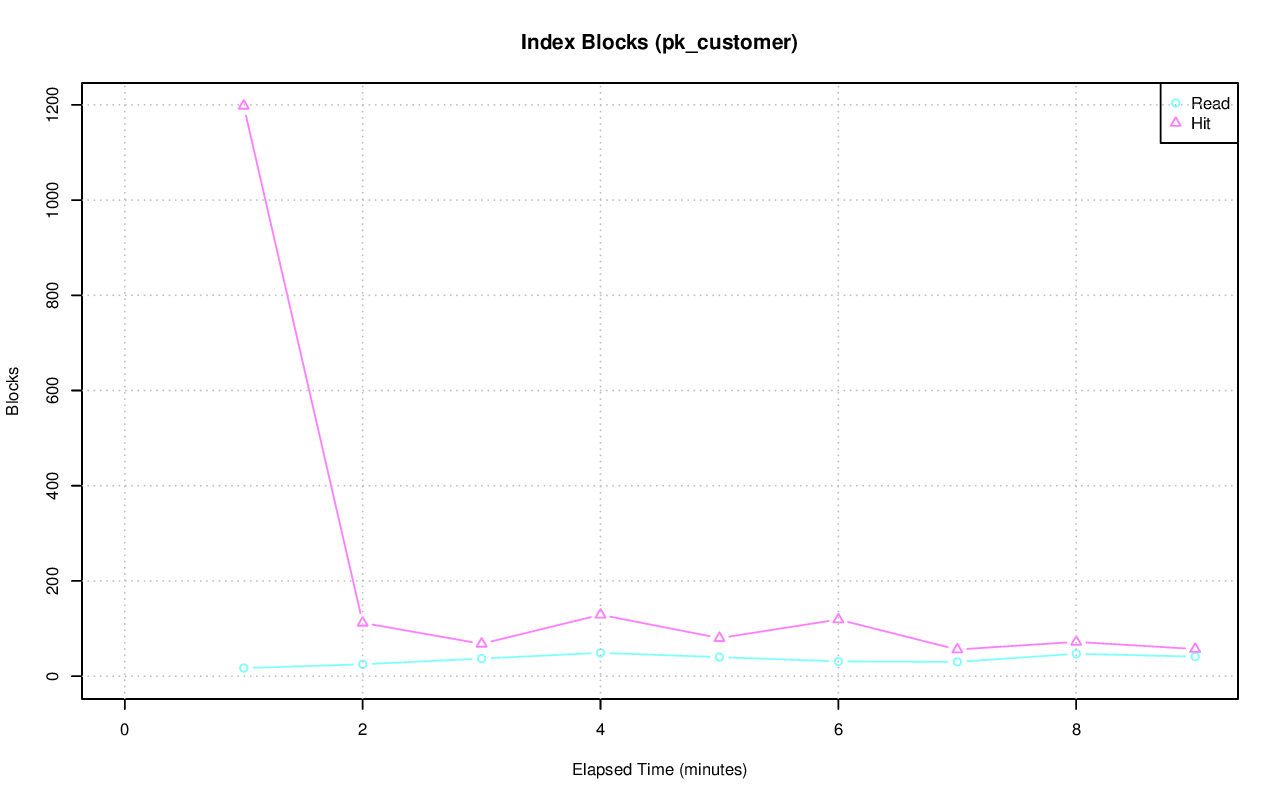 Index Blocks (pk_customer)
Read
Hit
1200
1000
800
600
400
200
0
Blocks
0 2 4 6 8
Elapsed Time (minutes)